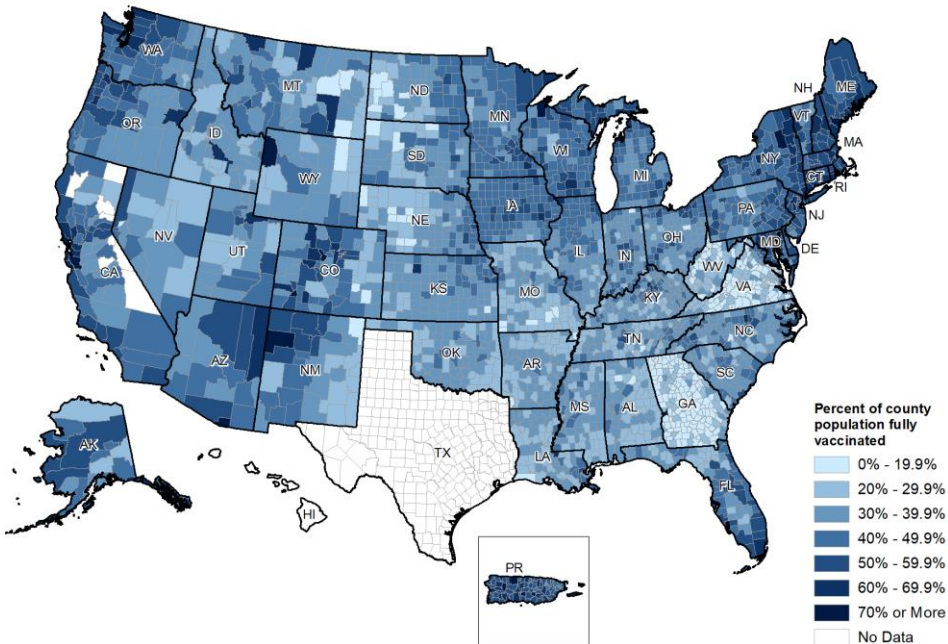 WA
MT
ND
MN
OR
ID
SD
WI
MI
WY
NE
IA
NV
UT
CO
KS
MO
IL
IN
OH
KY
WV
VA
PA
NY
NH
VT
ME
MA
CT
RI
NJ
MD
DE
CA
AZ
NM
OK
AR
TN
NC
SC
MS
AL
GA
LA
TX
FL
AK
HI
PR
Percent of county
population fully
vaccinated
0% - 19.9%
20% - 29.9%
30% - 39.9%
40% - 49.9%
50% - 59.9%
60% - 69.9%
70% or More
No Data